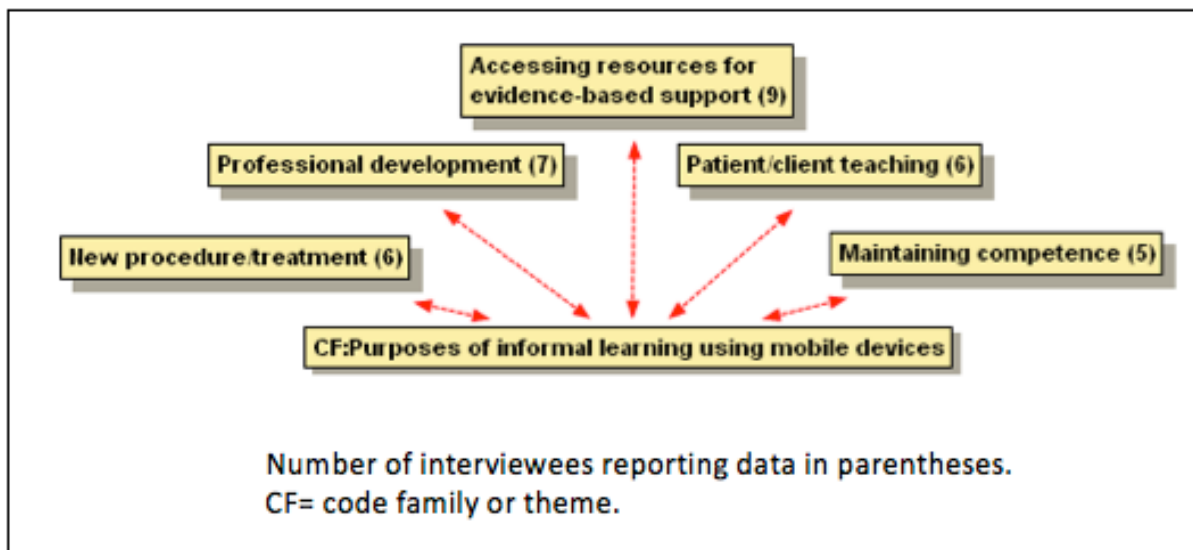 Accessing resources for
evidence-based support (9)
Professional development (7)
Patient/client teaching (6)
New procedure/treatment (6)
Maintaining competence (5)
CF:Purposes of informal learning using mobile devices
Number of interviewees reporting data in parentheses.
CF= code family or theme.